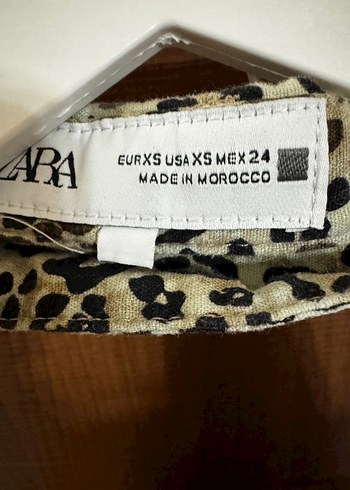 ZARA
EUR XS USA XS MEX 24
MADE IN MOROCCO